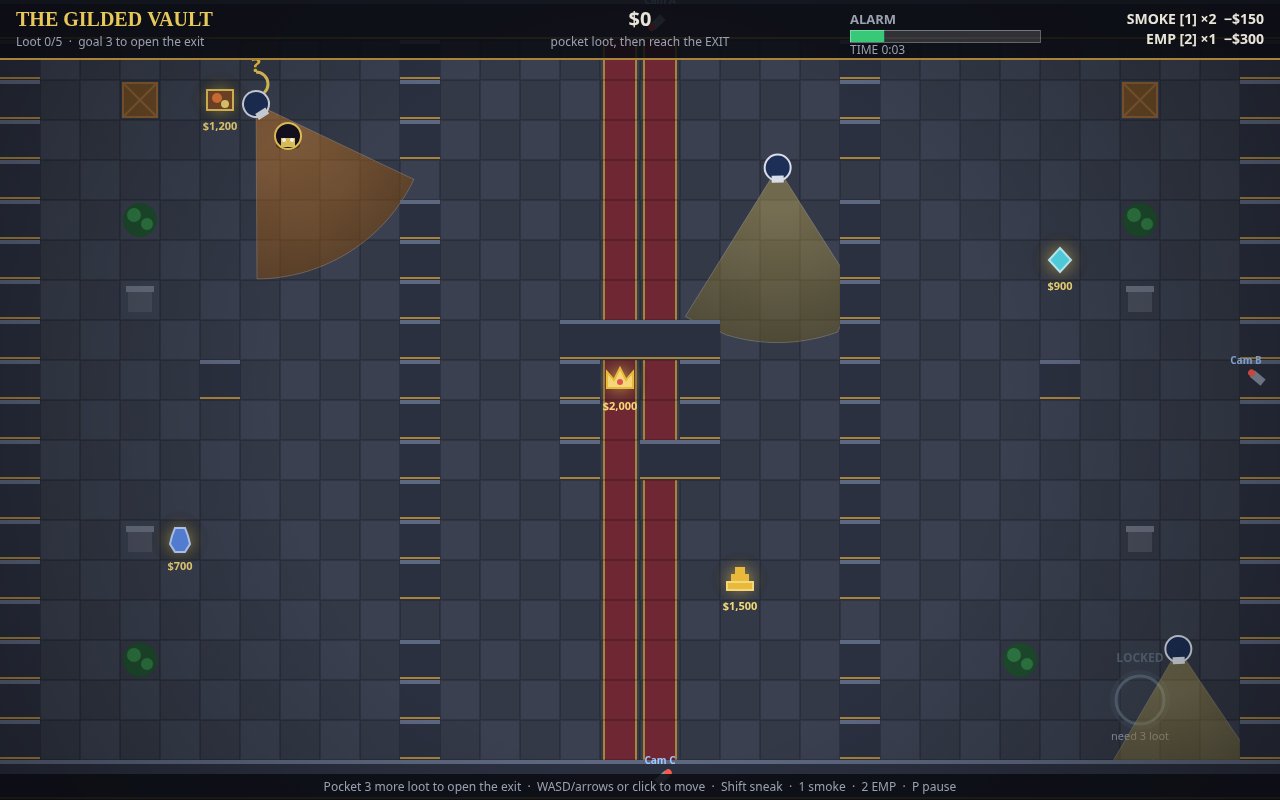 THE GILDED VAULT
Loot 0/5 · goal 3 to open the exit
$0
pocket loot, then reach the EXIT
ALARM
TIME 0:03
SMOKE [1] ×2 −$150
EMP [2] ×1 −$300
?
$1,200
$900
Cam B
$2,000
$700
$1,500
LOCKED
need 3 loot
Cam C
Pocket 3 more loot to open the exit · WASD/arrows or click to move · Shift sneak · 1 smoke · 2 EMP · P pause